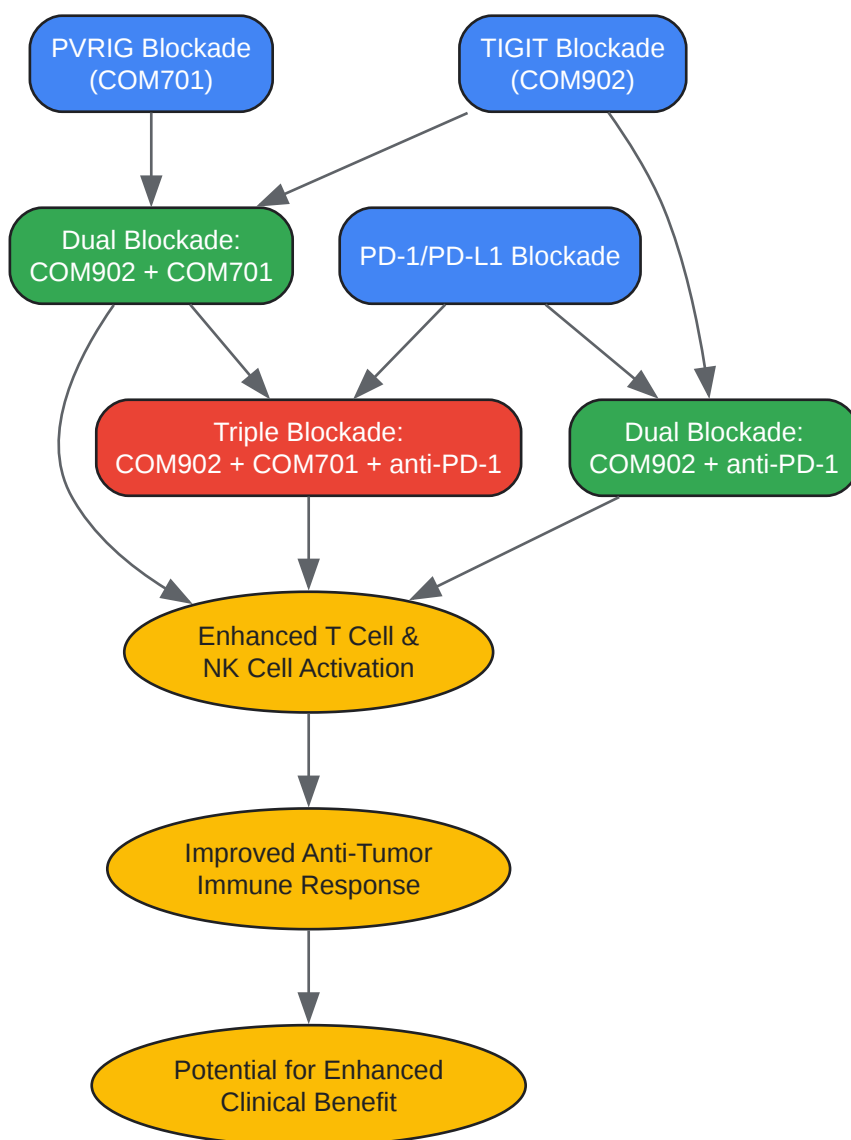 PVRIG Blockade
(COM701)
TIGIT Blockade
(COM902)
Dual Blockade:
COM902 + COM701
PD-1/PD-L1 Blockade
Triple Blockade:
COM902 + COM701 + anti-PD-1
Dual Blockade:
COM902 + anti-PD-1
Enhanced T Cell &
NK Cell Activation
Improved Anti-Tumor
Immune Response
Potential for Enhanced
Clinical Benefit